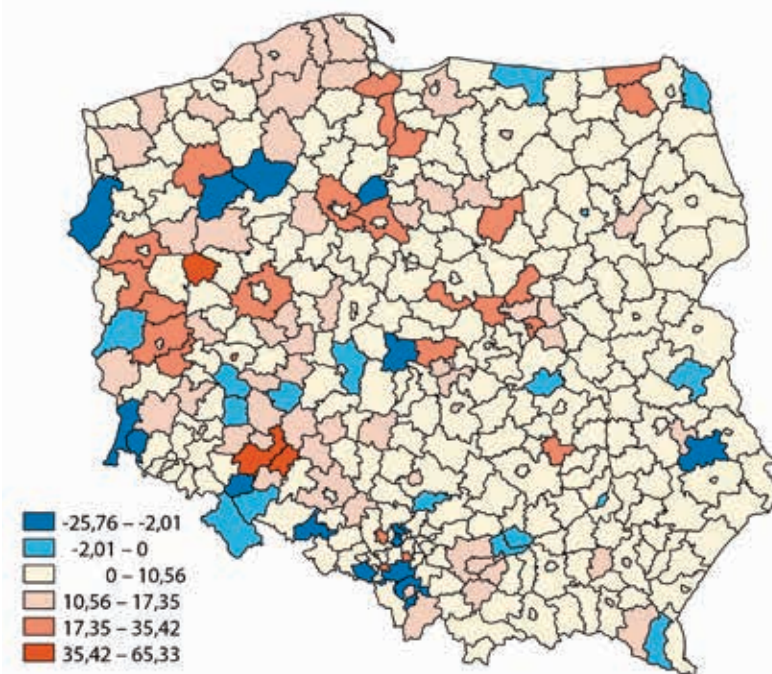 -25,76 – -2,01
-2,01 – 0
0 – 10,56
10,56 – 17,35
17,35 – 35,42
35,42 – 65,33